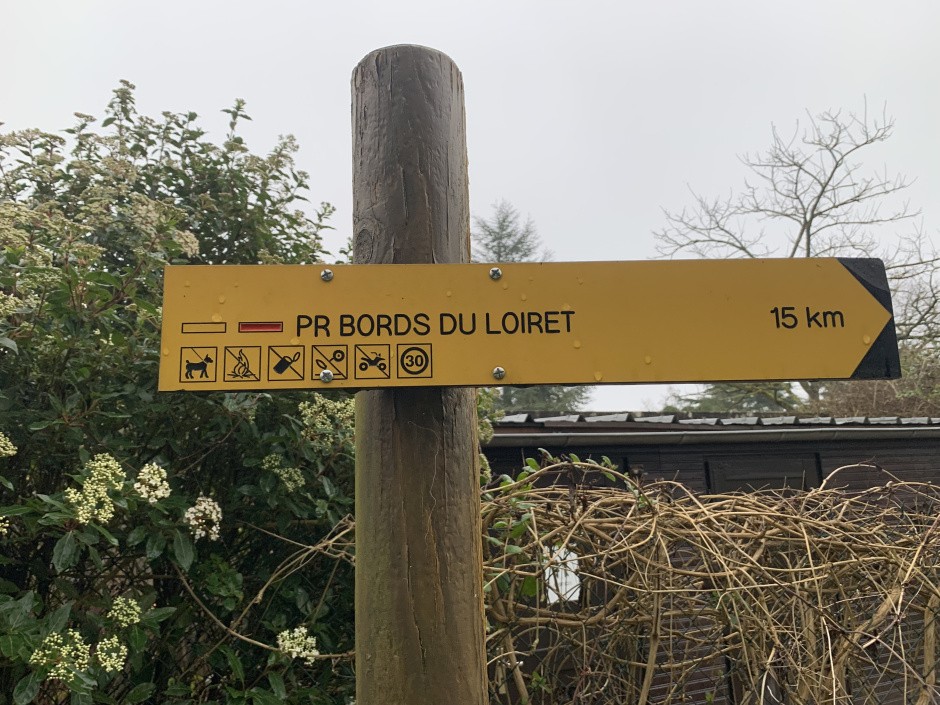 PR BORDS DU LOIRET 15 km
30